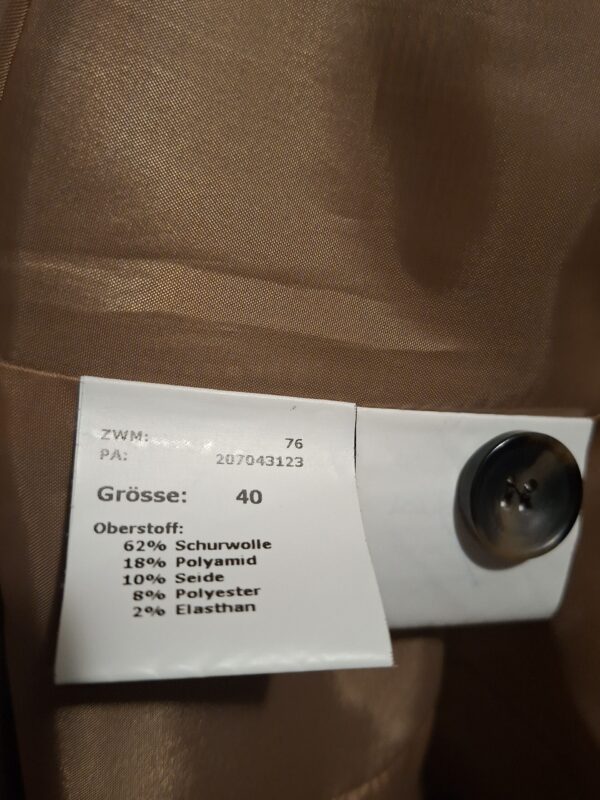 ZWM: 76
PA: 207043123
Grösse: 40
Oberstoff:
62% Schurwolle
18% Polyamid
10% Seide
8% Polyester
2% Elasthan